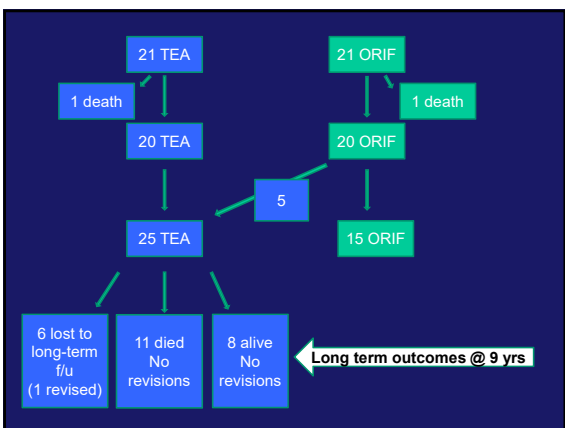 21 TEA
21 ORIF
1 death
1 death
20 TEA
20 ORIF
5
25 TEA
15 ORIF
6 lost to
long-term
f/u
(1 revised)
11 died
No
revisions
8 alive
No
revisions
Long term outcomes @ 9 yrs